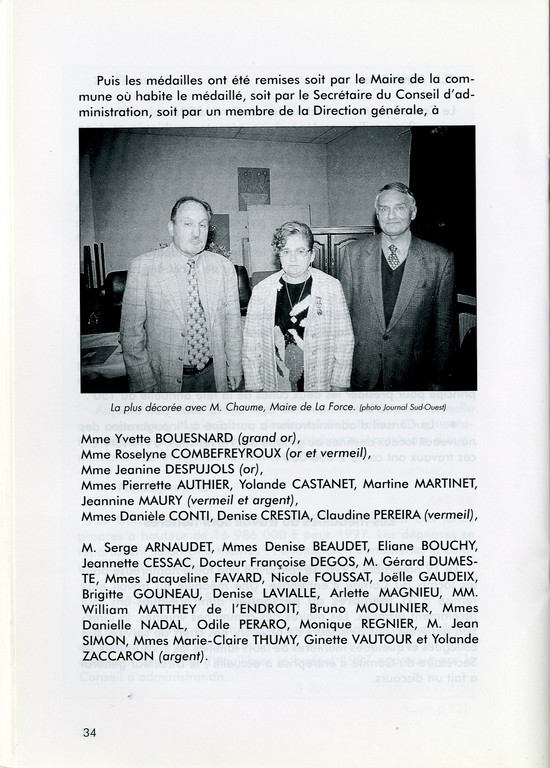 Puis les médailles ont été remises soit par le Maire de la com-
mune où habite le médaillé, soit par le Secrétaire du Conseil d'ad-
ministration, soit par un membre de la Direction générale, à
La plus décorée avec M. Chaume, Maire de La Force. (photo Journal Sud-Ouest)
Mme Yvette BOUESNARD (grand or),
Mme Roselyne COMBEFREYROUX (or et vermeil),
Mme Jeanine DESPUJOLS (or),
Mmes Pierrette AUTHIER, Yolande CASTANET, Martine MARTINET,
Jeannine MAURY (vermeil et argent),
Mmes Danièle CONTI, Denise CRESTIA, Claudine PEREIRA (vermeil),
M. Serge ARNAUDET, Mmes Denise BEAUDET, Eliane BOUCHY,
Jeannette CESSAC, Docteur Françoise DEGOS, M. Gérard DUMES-
TE, Mmes Jacqueline FAVARD, Nicole FOUSSAT, Joëlle GAUDEIX,
Brigitte GOUNEAU, Denise LAVIALLE, Arlette MAGNIEU, MM.
William MATTHEY de l'ENDROIT, Bruno MOULINIER, Mmes
Danielle NADAL, Odile PERARO, Monique REGNIER, M. Jean
SIMON, Mmes Marie-Claire THUMY, Ginette VAUTOUR et Yolande
ZACCARON (argent).
34